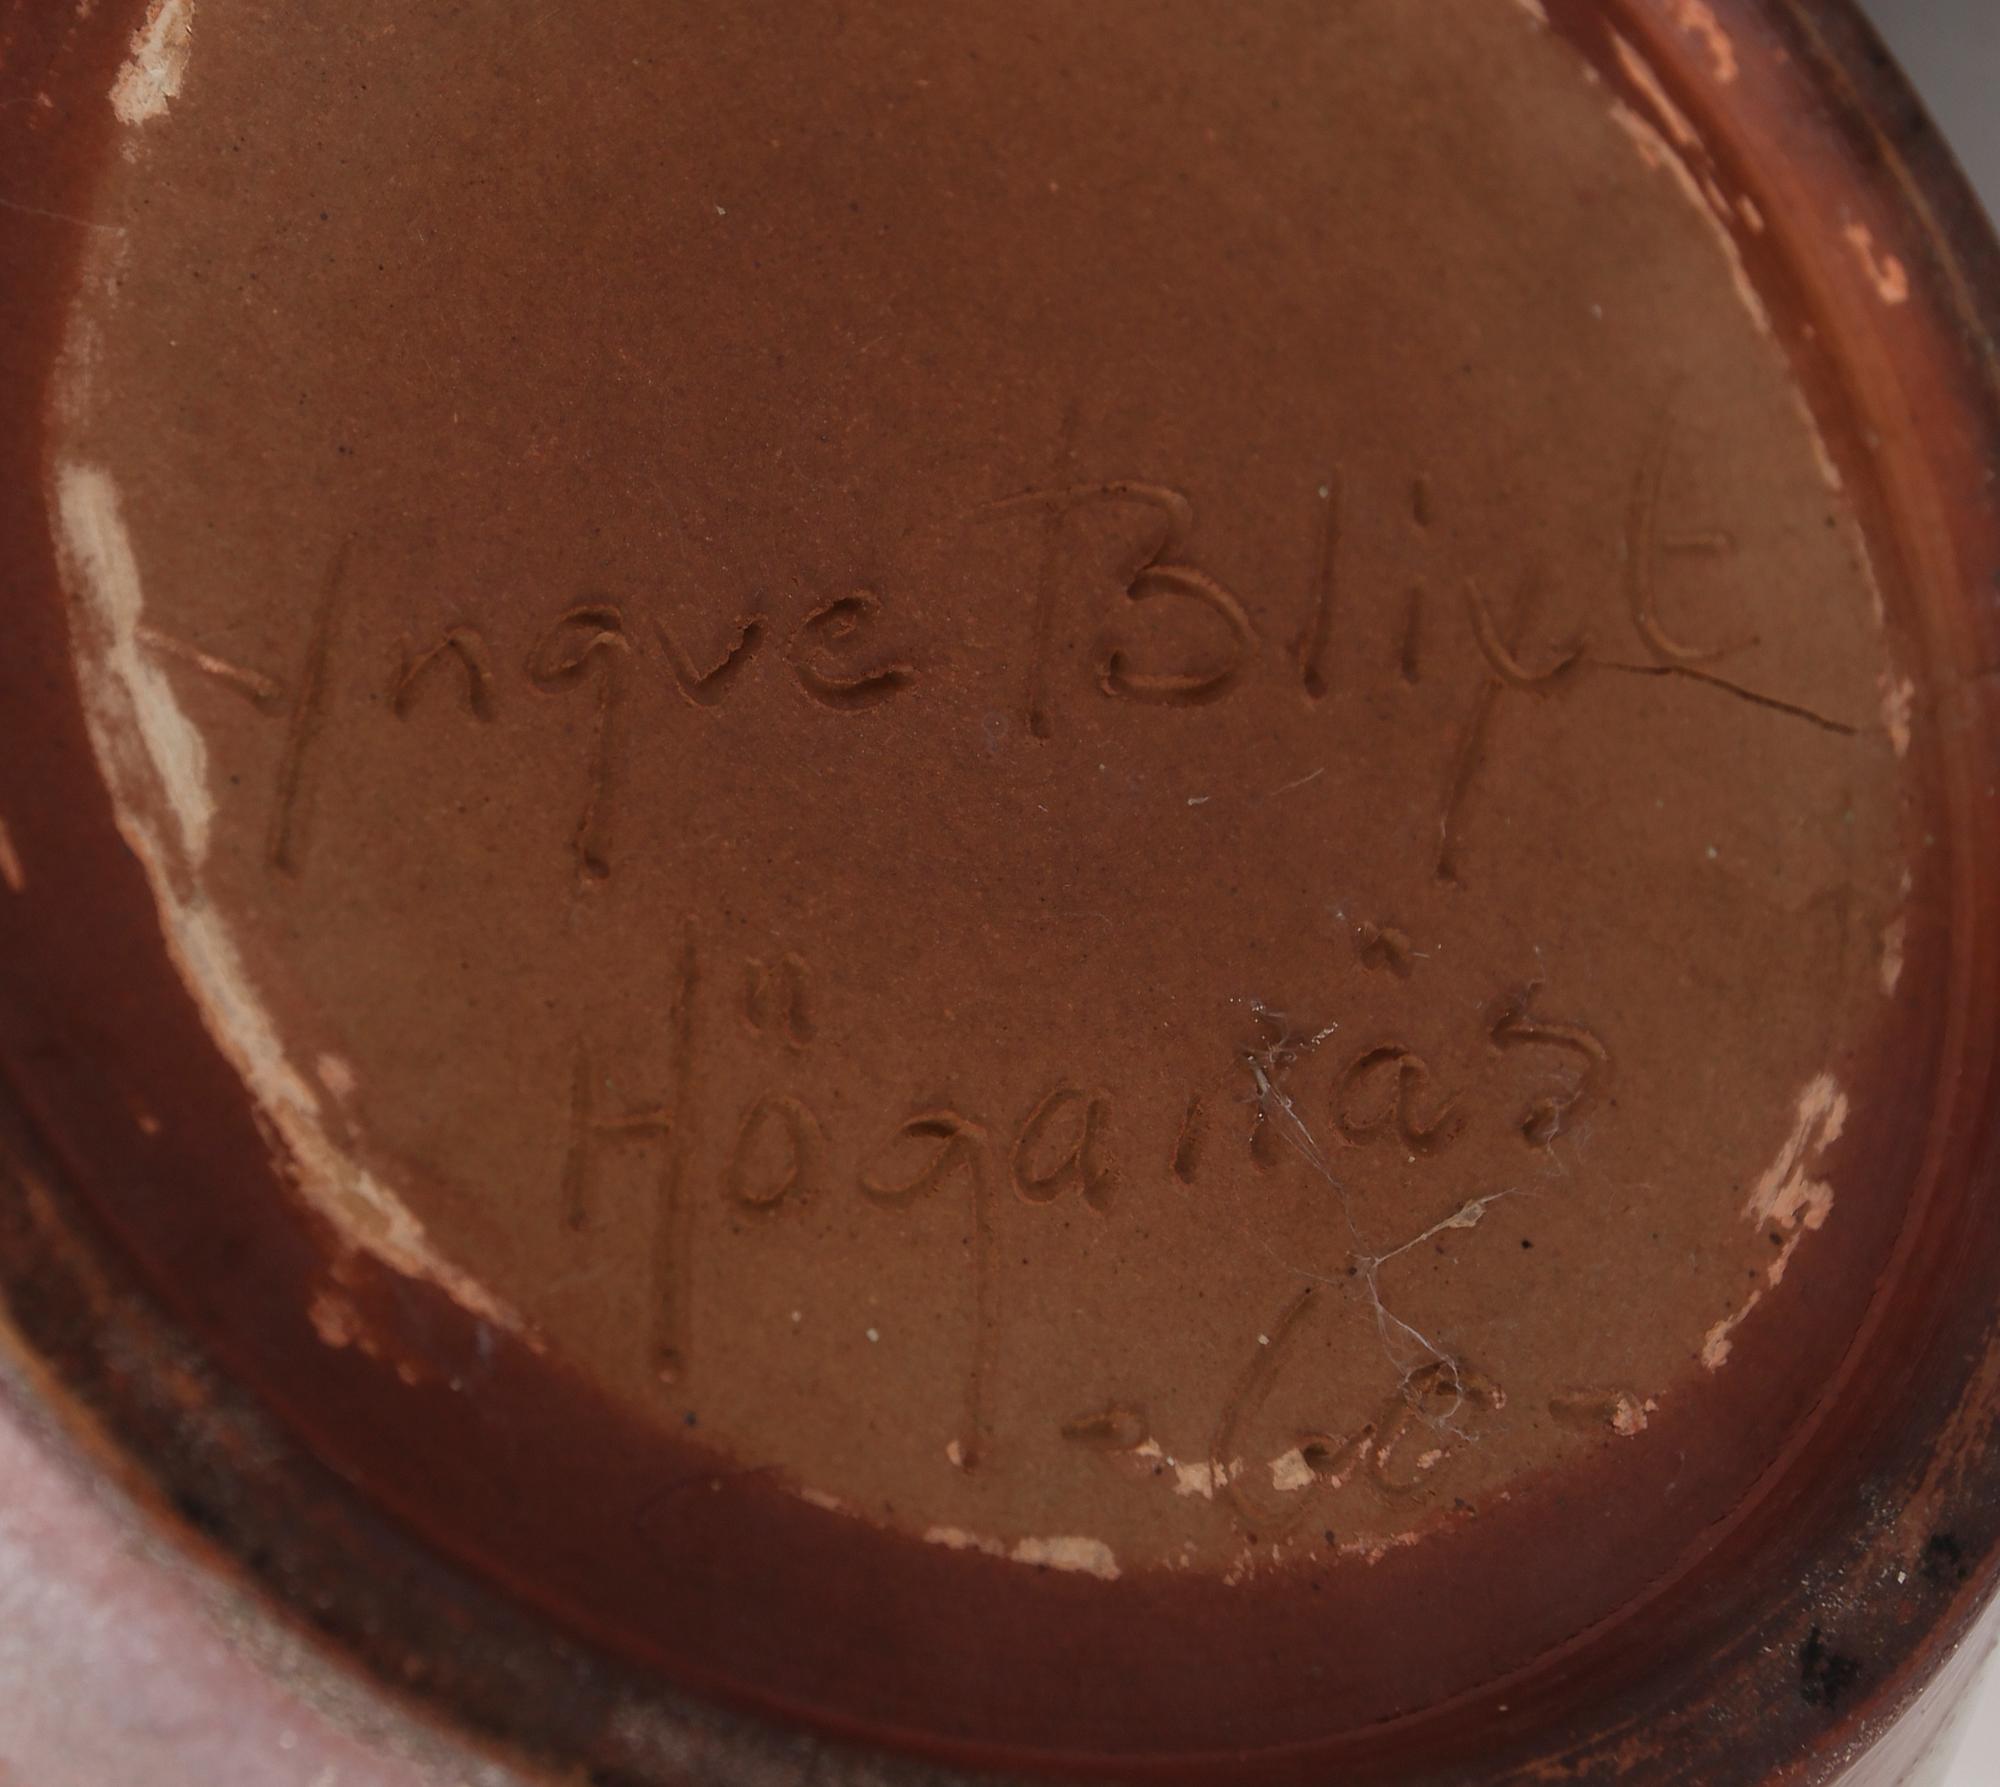 Yngve Blixt
Höganäs
- 60 -